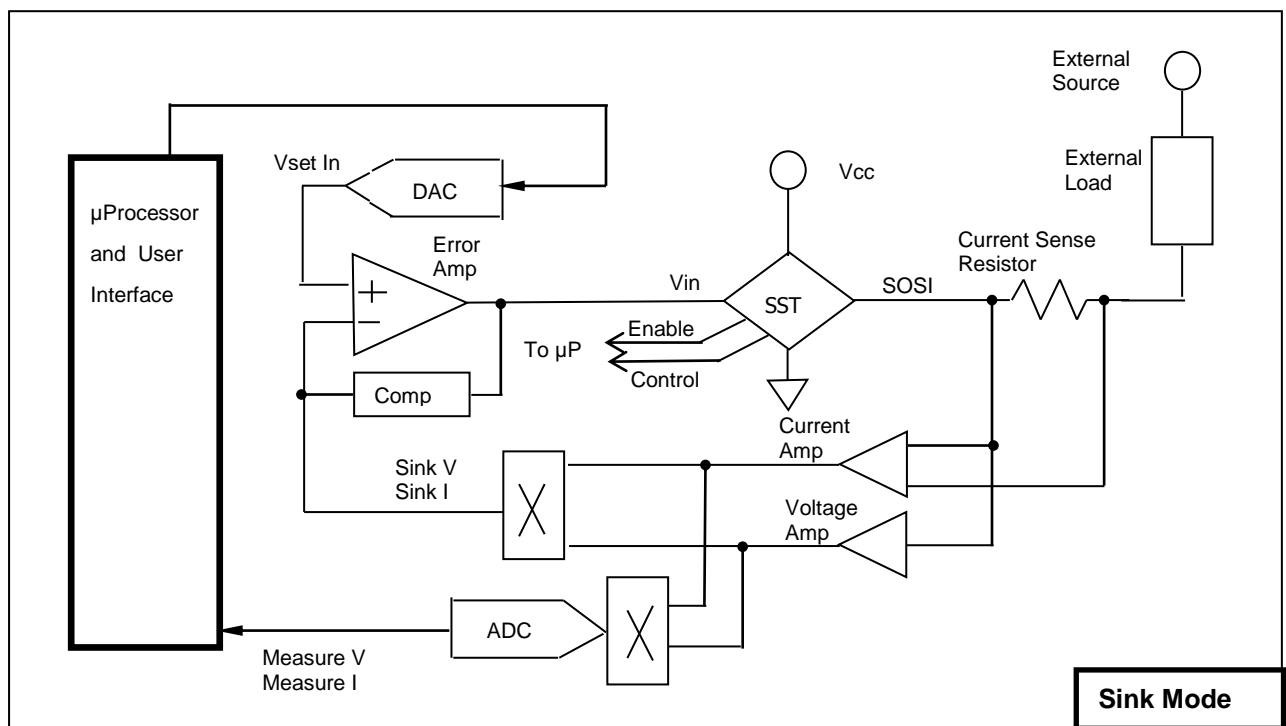 External
Source
External
Load
Vset In
DAC
Vcc
µProcessor
and User
Interface
Error
Amp
Current Sense
Resistor
+
−
Vin
SST
SOSI
Enable
To µP
Control
Comp
Current
Amp
Sink V
Sink I
Voltage
Amp
ADC
Measure V
Measure I
Sink Mode